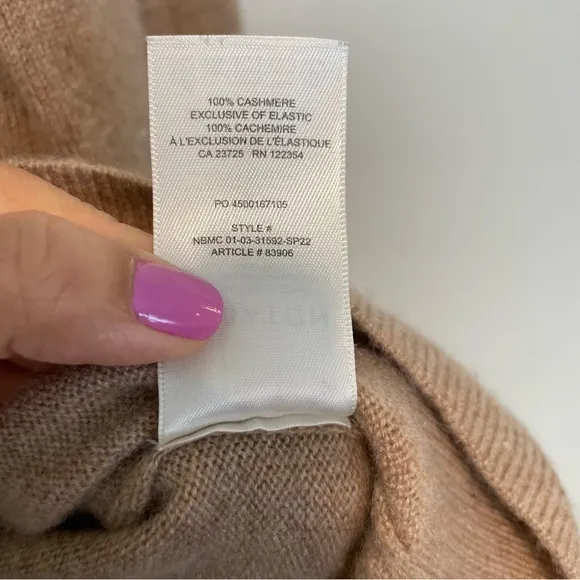 100% CASHMERE
EXCLUSIVE OF ELASTIC
100% CACHEMIRE
À L'EXCLUSION DE L'ÉLASTIQUE
CA 23725 RN 122354
PO 4500167105
STYLE #
NBMC 01-03-31592-SP22
ARTICLE # 83906